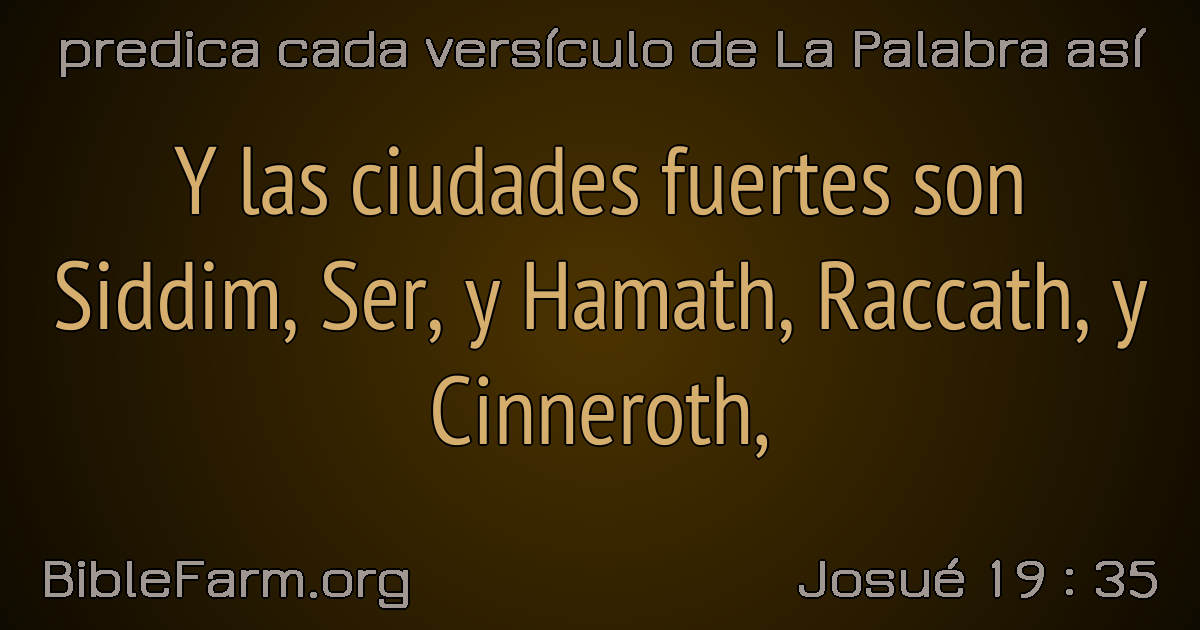 predica cada versículo de La Palabra así
Y las ciudades fuertes son
Siddim, Ser, y Hamath, Raccath, y
Cinneroth,
BibleFarm.org
Josué 19 : 35